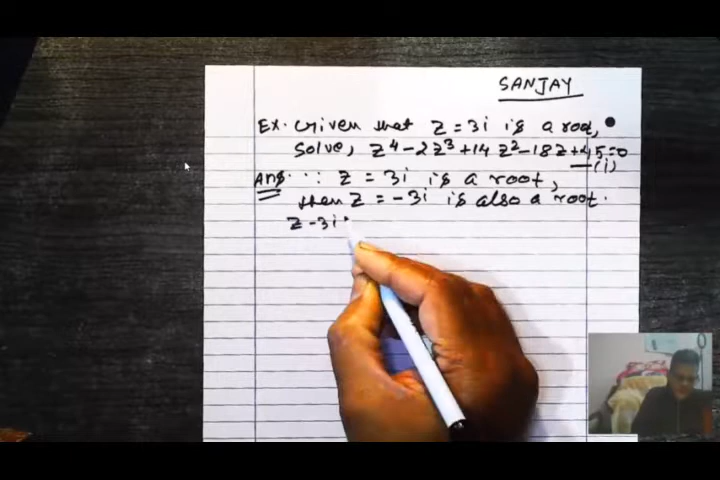 SANJAY
Ex. Given that z = 3i is a root,
Solve, z⁴ - 2z³ + 14z² - 18z + 45 = 0
—(i)
Ans. ∵ z = 3i is a root,
then z = -3i is also a root.
z - 3i